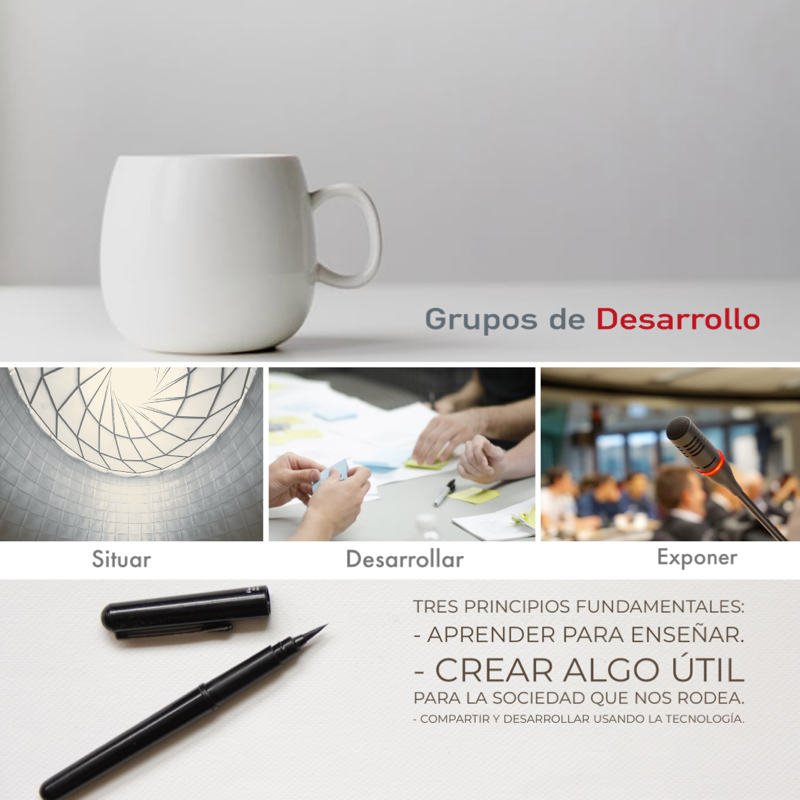 Grupos de Desarrollo
Situar
Desarrollar
Exponer
TRES PRINCIPIOS FUNDAMENTALES:
- APRENDER PARA ENSEÑAR.
- CREAR ALGO ÚTIL
PARA LA SOCIEDAD QUE NOS RODEA.
- COMPARTIR Y DESARROLLAR USANDO LA TECNOLOGÍA.